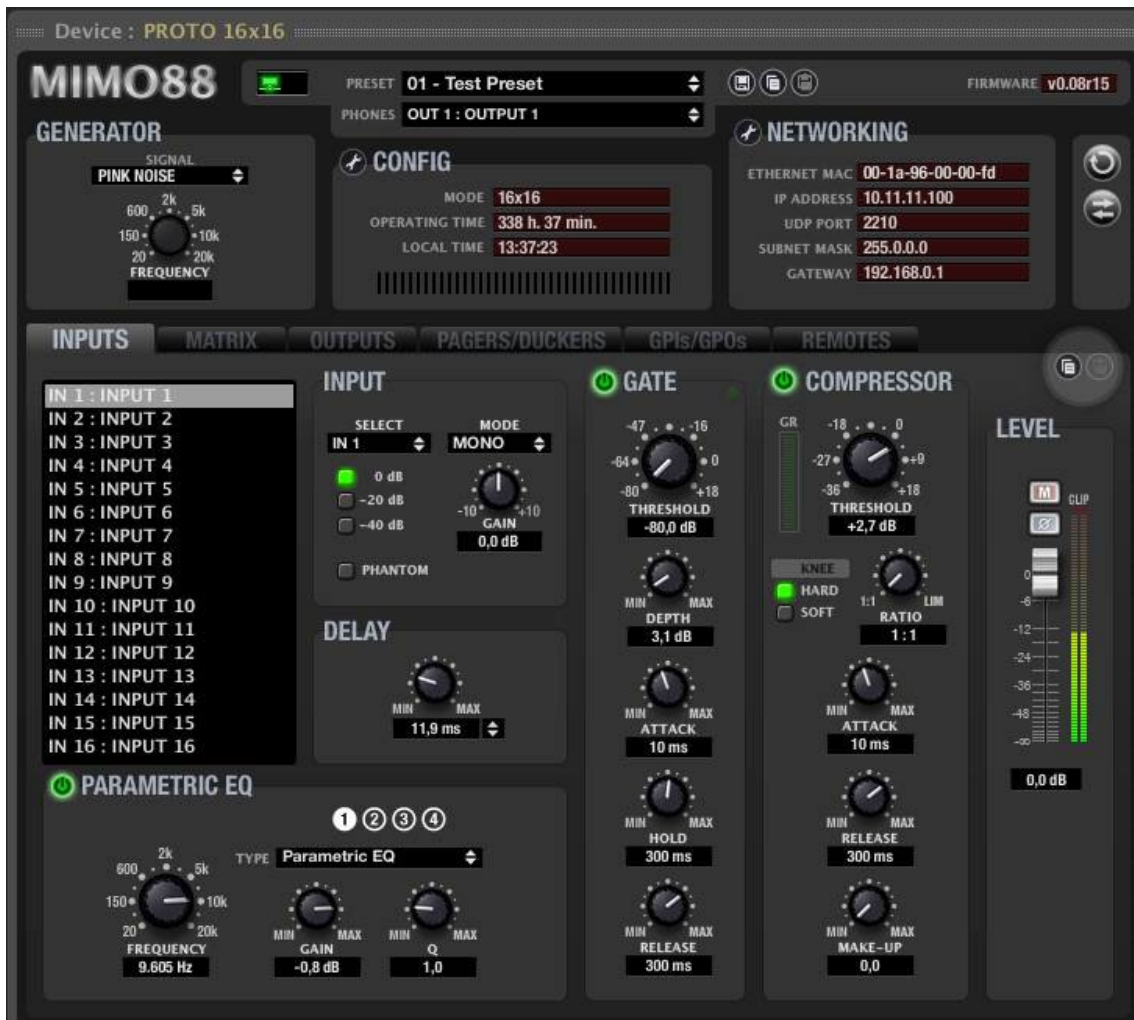 Device : PROTO 16x16
MIMO88
PRESET 01 - Test Preset
FIRMWARE v0.08r15
PHONES OUT 1 : OUTPUT 1
GENERATOR
SIGNAL
PINK NOISE
2k
600 5k
150 10k
20 20k
FREQUENCY
CONFIG
MODE 16x16
OPERATING TIME 338 h. 37 min.
LOCAL TIME 13:37:23
NETWORKING
ETHERNET MAC 00-1a-96-00-00-fd
IP ADDRESS 10.11.11.100
UDP PORT 2210
SUBNET MASK 255.0.0.0
GATEWAY 192.168.0.1
INPUTS MATRIX OUTPUTS PAGERS/DUCKERS GPIs/GPOs REMOTES
IN 1 : INPUT 1
IN 2 : INPUT 2
IN 3 : INPUT 3
IN 4 : INPUT 4
IN 5 : INPUT 5
IN 6 : INPUT 6
IN 7 : INPUT 7
IN 8 : INPUT 8
IN 9 : INPUT 9
IN 10 : INPUT 10
IN 11 : INPUT 11
IN 12 : INPUT 12
IN 13 : INPUT 13
IN 14 : INPUT 14
IN 15 : INPUT 15
IN 16 : INPUT 16
INPUT
SELECT MODE
IN 1 MONO
0 dB
-20 dB
-40 dB
-10 +10
GAIN
0,0 dB
PHANTOM
DELAY
MIN MAX
11,9 ms
PARAMETRIC EQ
1 2 3 4
TYPE Parametric EQ
2k
600 5k
150 10k
20 20k
FREQUENCY
9.605 Hz
MIN MAX
GAIN
-0,8 dB
MIN MAX
Q
1,0
GATE
-47 -16
-64 0
-80 +18
THRESHOLD
-80,0 dB
MIN MAX
DEPTH
3,1 dB
MIN MAX
ATTACK
10 ms
MIN MAX
HOLD
300 ms
MIN MAX
RELEASE
300 ms
COMPRESSOR
GR
-18 0
-27 +9
-36 +18
THRESHOLD
+2,7 dB
KNEE
HARD
SOFT
1:1 LIM
RATIO
1 : 1
MIN MAX
ATTACK
10 ms
MIN MAX
RELEASE
300 ms
MIN MAX
MAKE-UP
0,0
LEVEL
M
CLIP
Ø
0
-6
-12
-24
-36
-48
-∞
0,0 dB